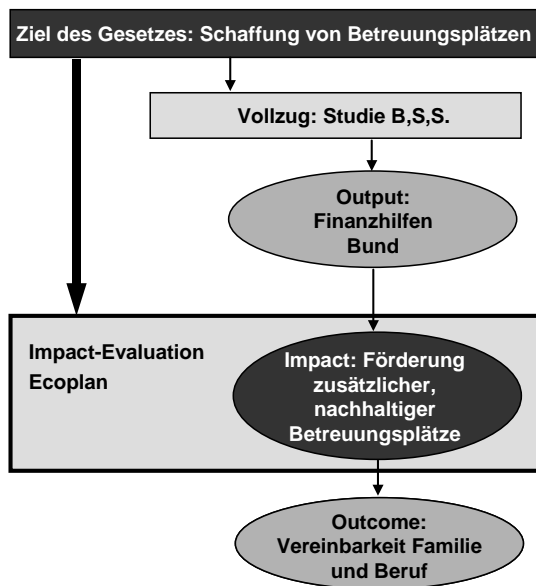 Ziel des Gesetzes: Schaffung von Betreuungsplätzen
Vollzug: Studie B,S,S.
Output:
Finanzhilfen
Bund
Impact-Evaluation
Ecoplan
Impact: Förderung
zusätzlicher,
nachhaltiger
Betreuungsplätze
Outcome:
Vereinbarkeit Familie
und Beruf